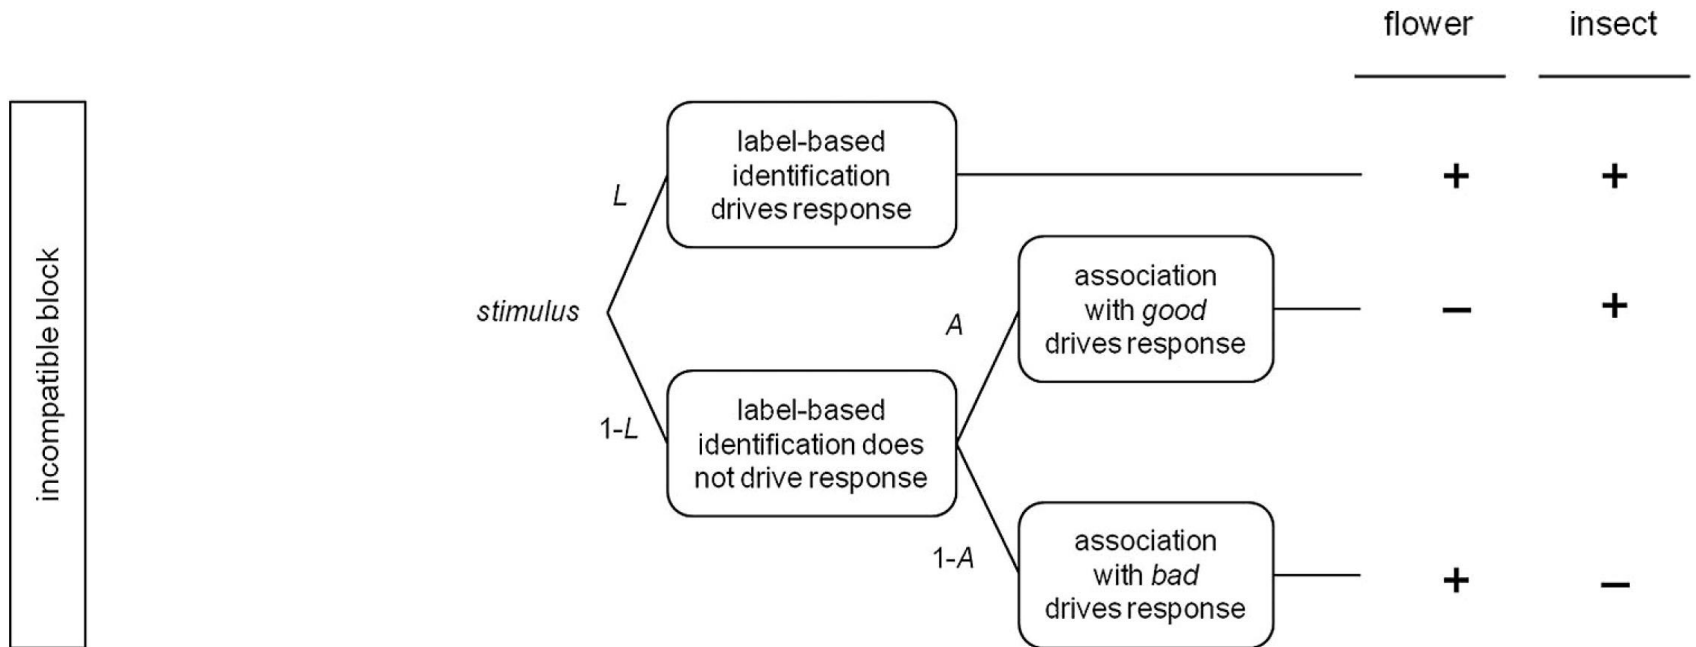 flower insect
label-based
identification
drives response
+ +
L
association
with good
drives response
stimulus
– +
A
label-based
identification does
not drive response
1-L
association
with bad
drives response
1-A
+ –
incompatible block